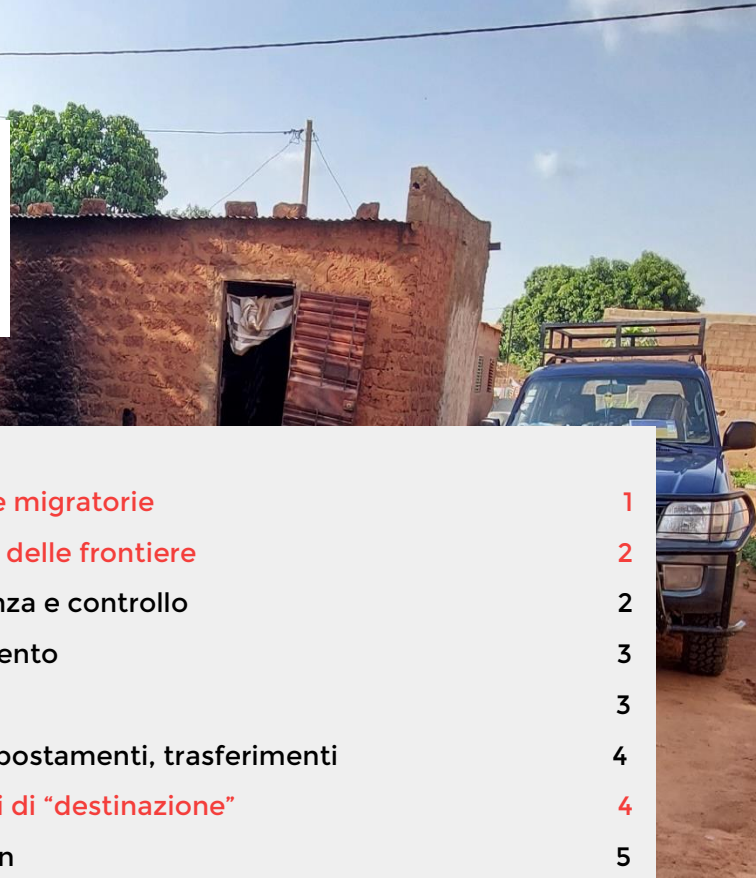 e migratorie 1
delle frontiere 2
nza e controllo 2
ento 3
3
postamenti, trasferimenti 4
i di “destinazione” 4
n 5